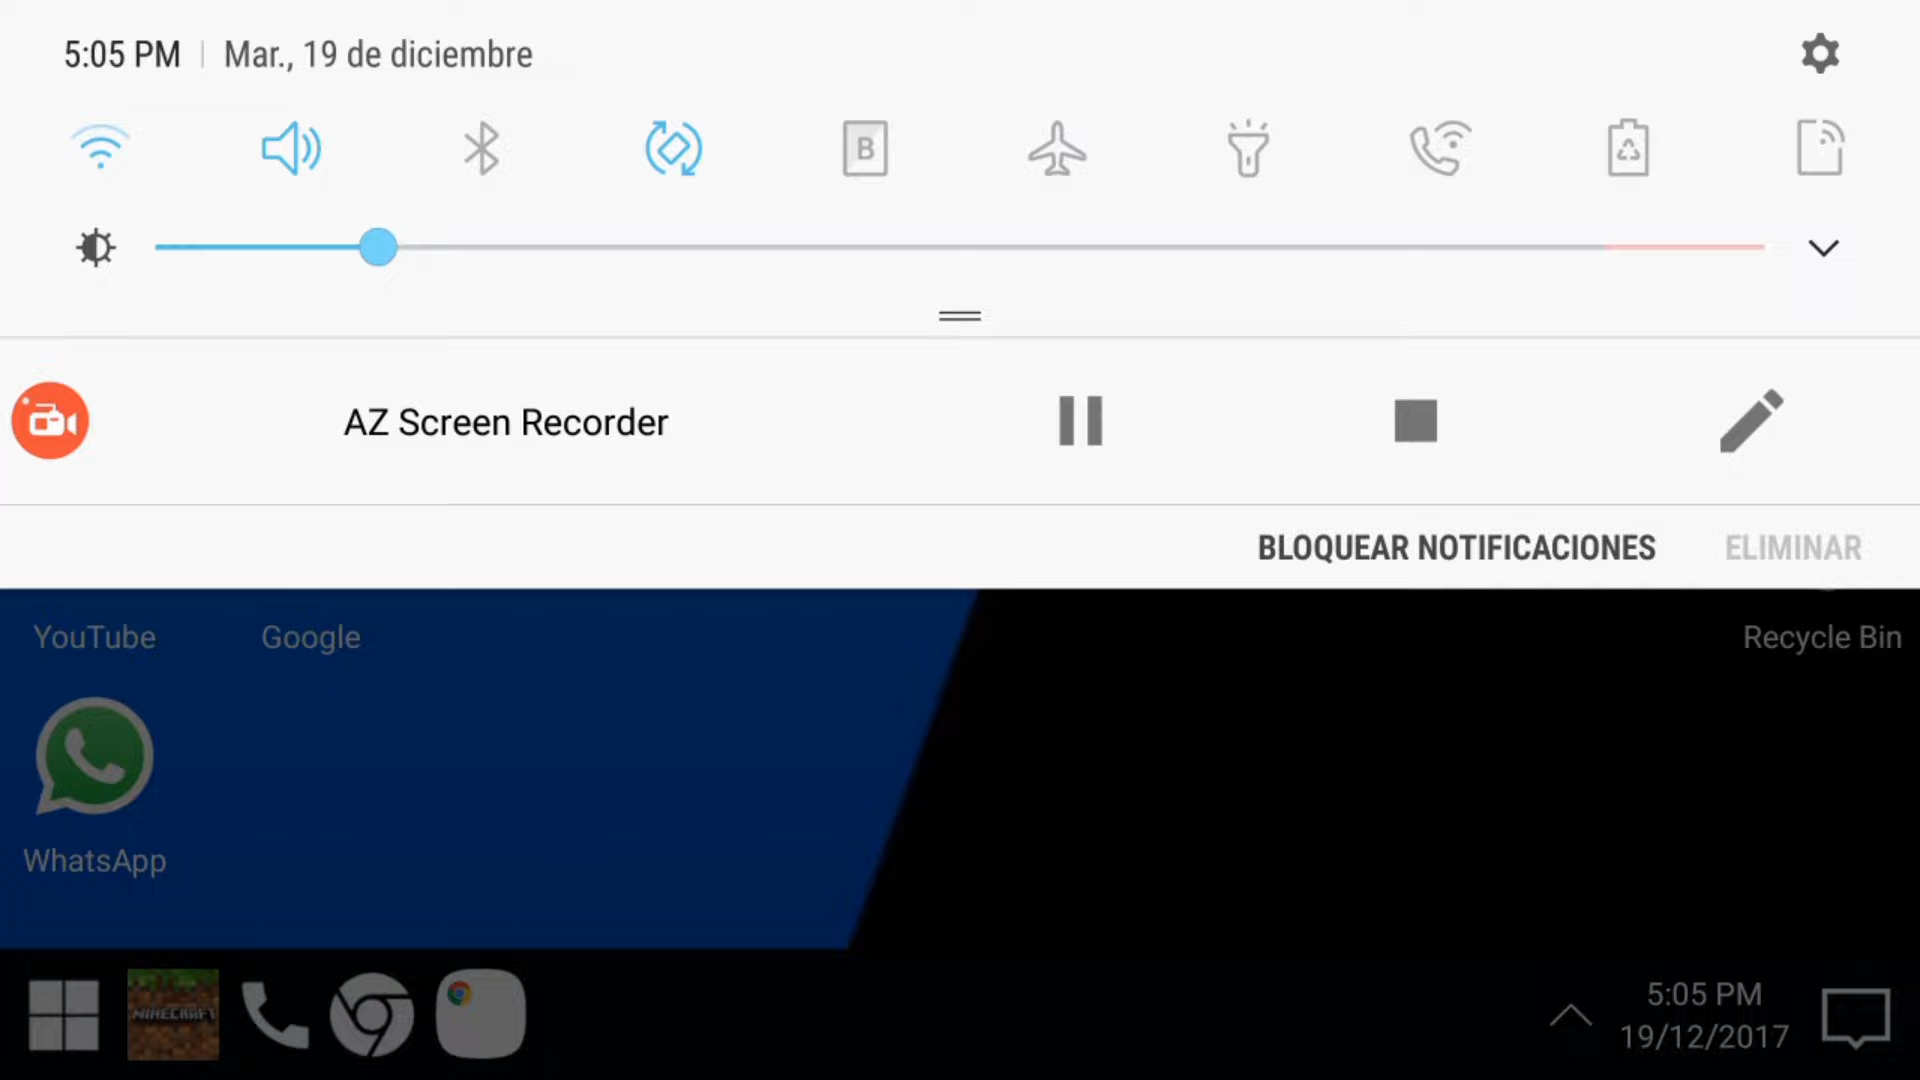 5:05 PM | Mar., 19 de diciembre
B
AZ Screen Recorder
BLOQUEAR NOTIFICACIONES ELIMINAR
YouTube Google Recycle Bin
WhatsApp
MINECRAFT
5:05 PM
19/12/2017